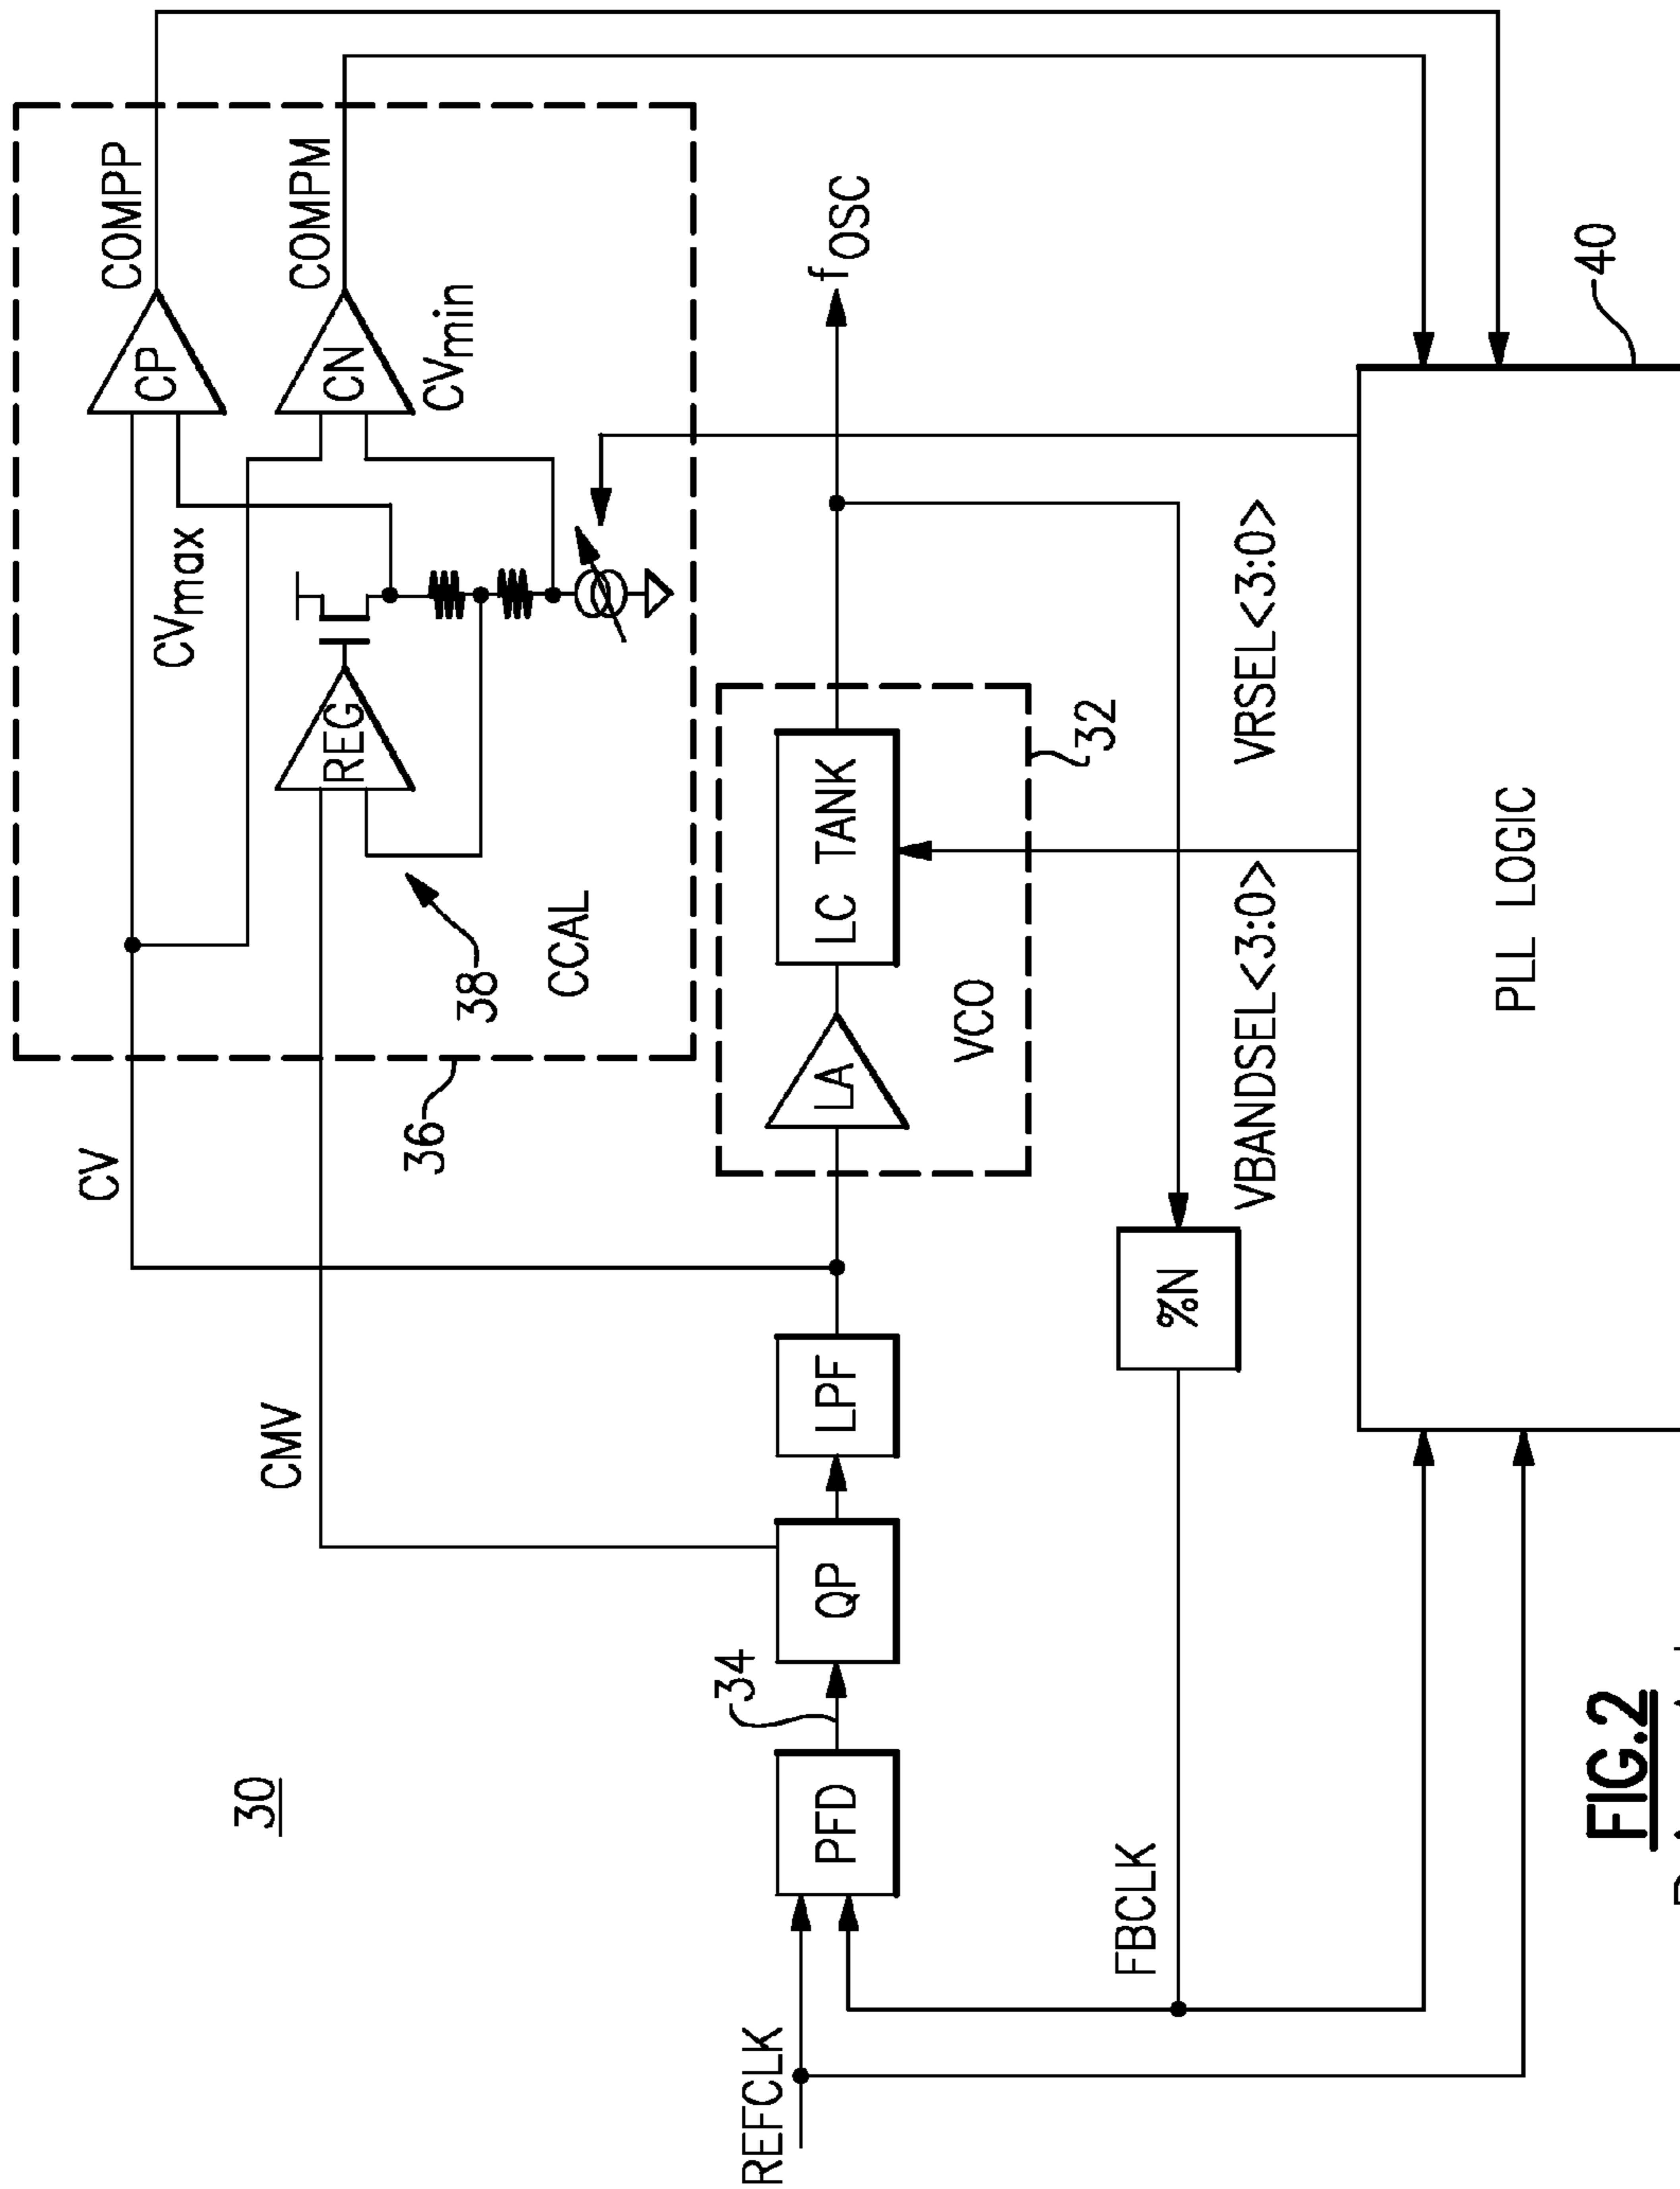 COMPP
CP
CV
CVmax
COMPM
CN
CVmin
REG
CMV
38
CCAL
36
30
fOSC
REFCLK
PFD
34
QP
LPF
LA
LC TANK
VCO
32
FBCLK
%N
VBANDSEL<3:0>
VRSEL<3:0>
PLL LOGIC
40
FIG.2